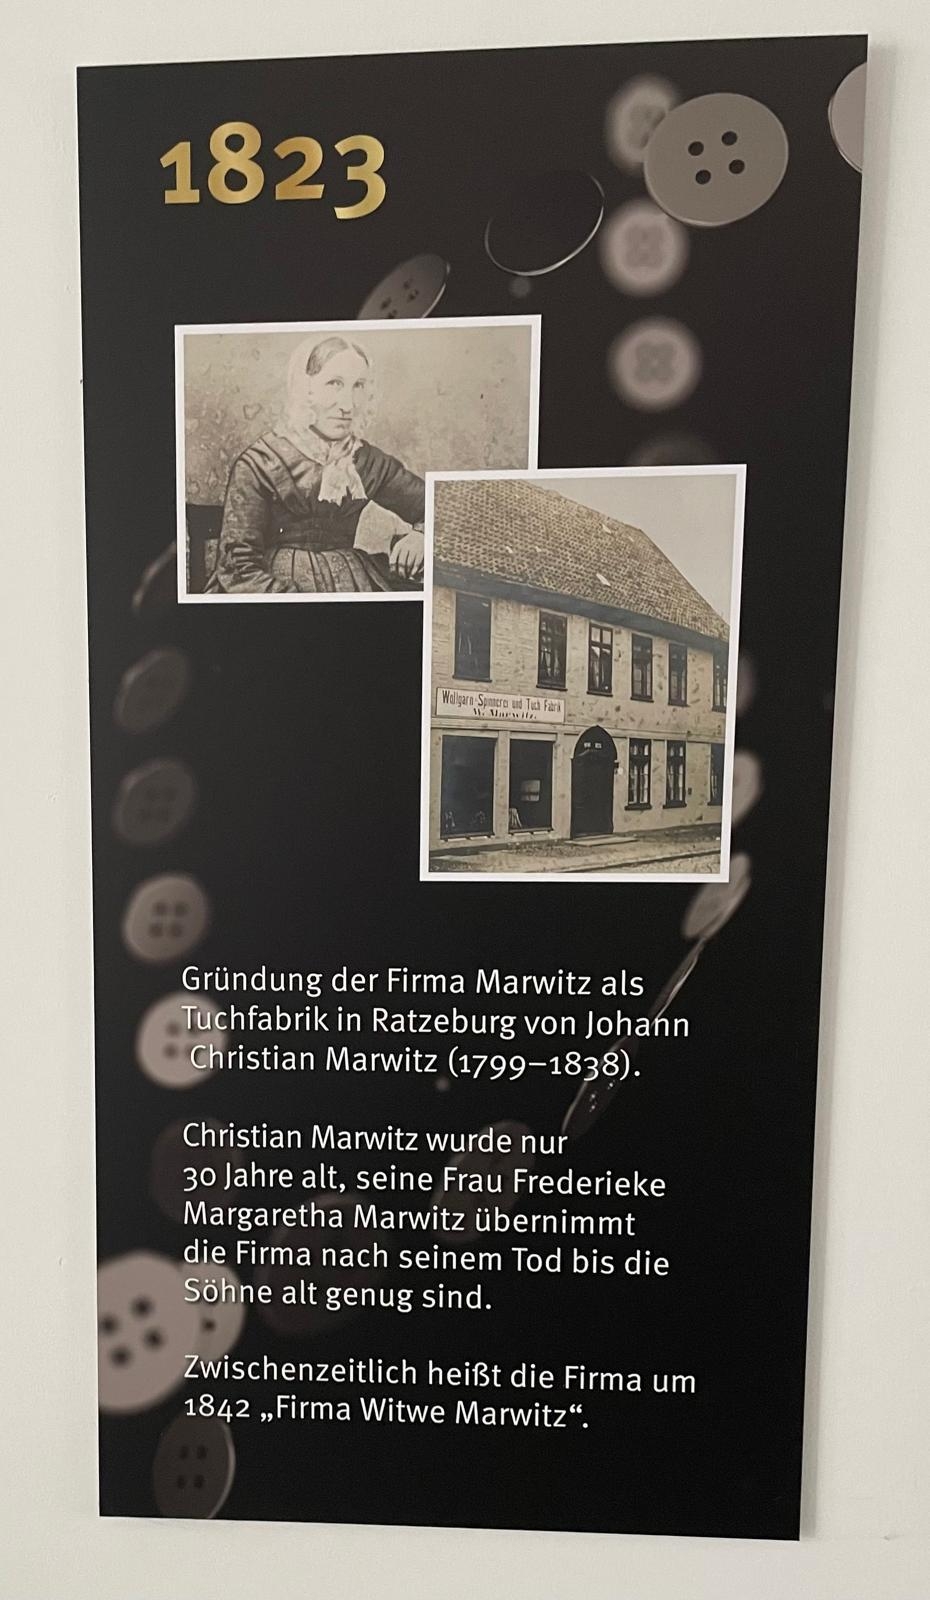 1823
Wollgarn-Spinnerei und Tuch Fabrik
W. Marwitz.
Gründung der Firma Marwitz als
Tuchfabrik in Ratzeburg von Johann
Christian Marwitz (1799–1838).
Christian Marwitz wurde nur
30 Jahre alt, seine Frau Frederieke
Margaretha Marwitz übernimmt
die Firma nach seinem Tod bis die
Söhne alt genug sind.
Zwischenzeitlich heißt die Firma um
1842 „Firma Witwe Marwitz“.